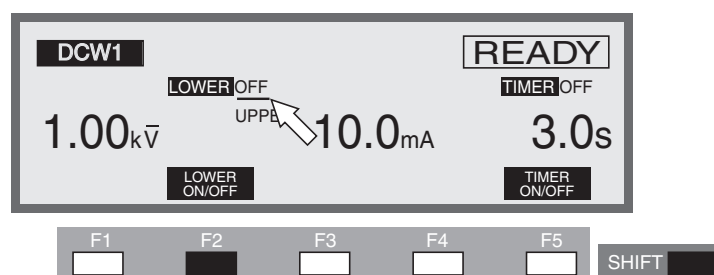 DCW1 READY
LOWER OFF TIMER OFF
1.00kV 10.0mA 3.0s
LOWER ON/OFF TIMER ON/OFF
F1 F2 F3 F4 F5
SHIFT